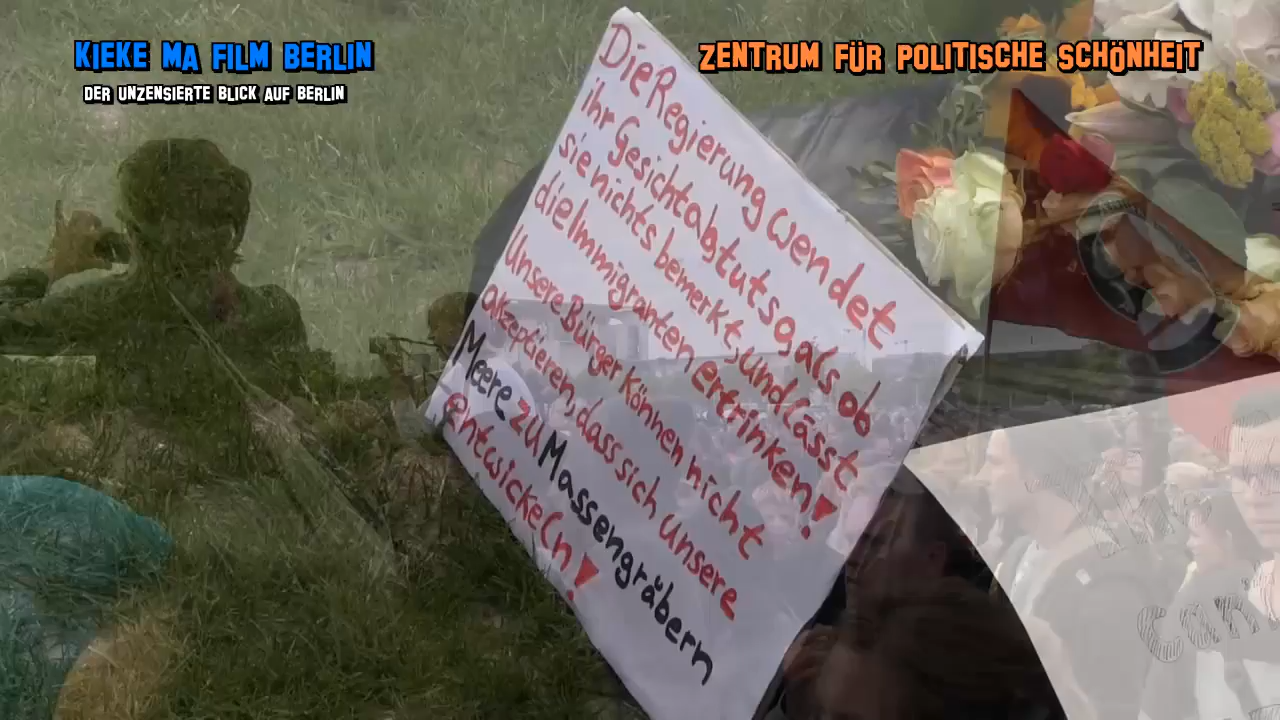 KIEKE MA FILM BERLIN
DER UNZENSIERTE BLICK AUF BERLIN
ZENTRUM FÜR POLITISCHE SCHÖNHEIT
Die Regierung wendet
ihr Gesicht ab, tut so, als ob
sie nichts bemerkt, und lässt
die Immigranten ertrinken!
Unsere Bürger können nicht
akzeptieren, dass sich unsere
Meere zu Massengräbern
entwickeln!
The
can